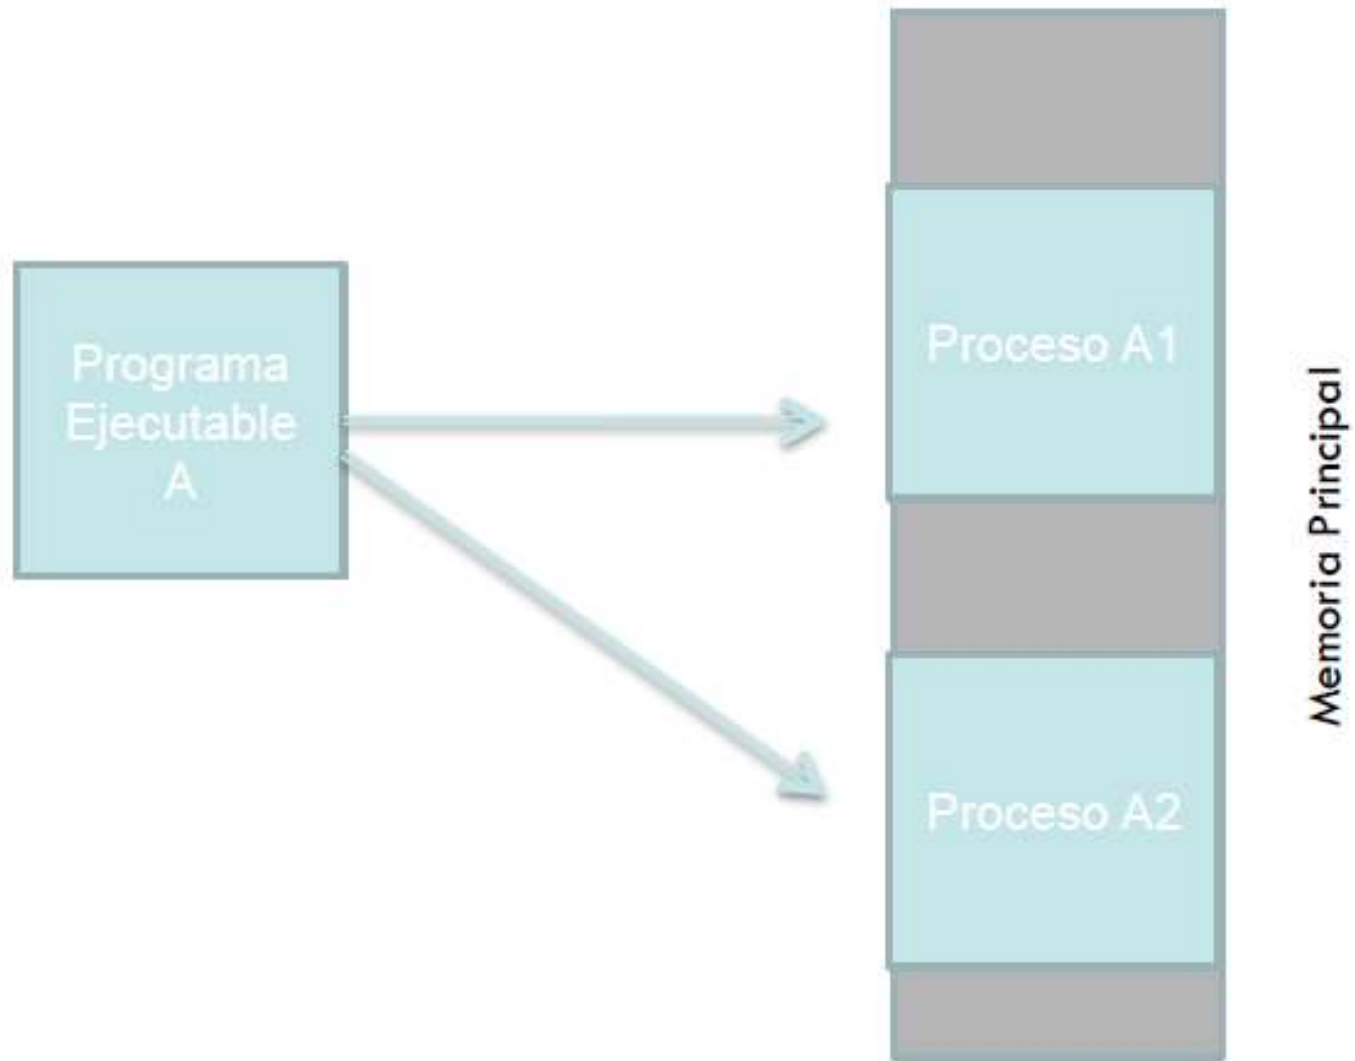 Programa
Ejecutable
A
Proceso A1
Proceso A2
Memoria Principal